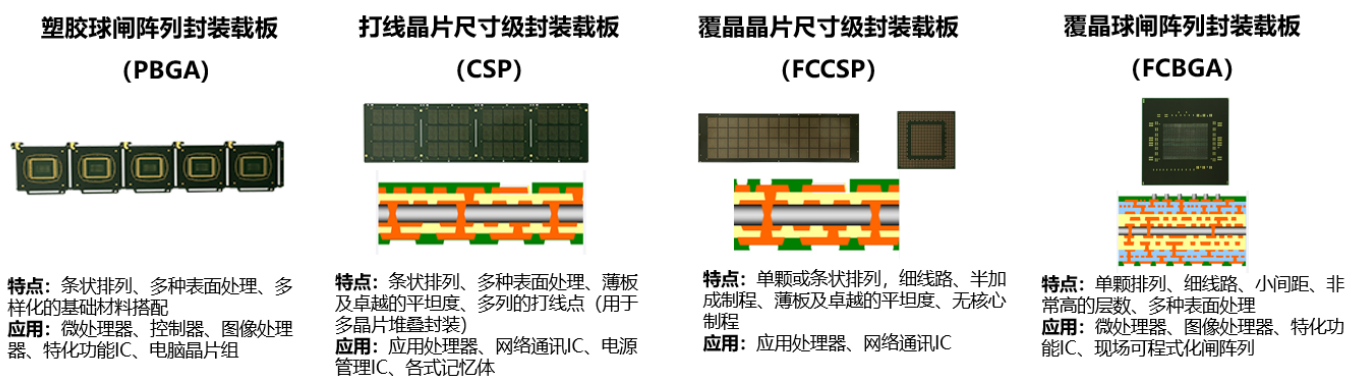 塑胶球闸阵列封装载板
（PBGA）
特点：条状排列、多种表面处理、多
样化的基础材料搭配
应用：微处理器、控制器、图像处理
器、特化功能IC、电脑晶片组
打线晶片尺寸级封装载板
（CSP）
特点：条状排列、多种表面处理、薄板
及卓越的平坦度、多列的打线点（用于
多晶片堆叠封装）
应用：应用处理器、网络通讯IC、电源
管理IC、各式记忆体
覆晶晶片尺寸级封装载板
（FCCSP）
特点：单颗或条状排列，细线路、半加
成制程、薄板及卓越的平坦度、无核心
制程
应用：应用处理器、网络通讯IC
覆晶球闸阵列封装载板
（FCBGA）
特点：单颗排列、细线路、小间距、非
常高的层数、多种表面处理
应用：微处理器、图像处理器、特化功
能IC、现场可程式化闸阵列